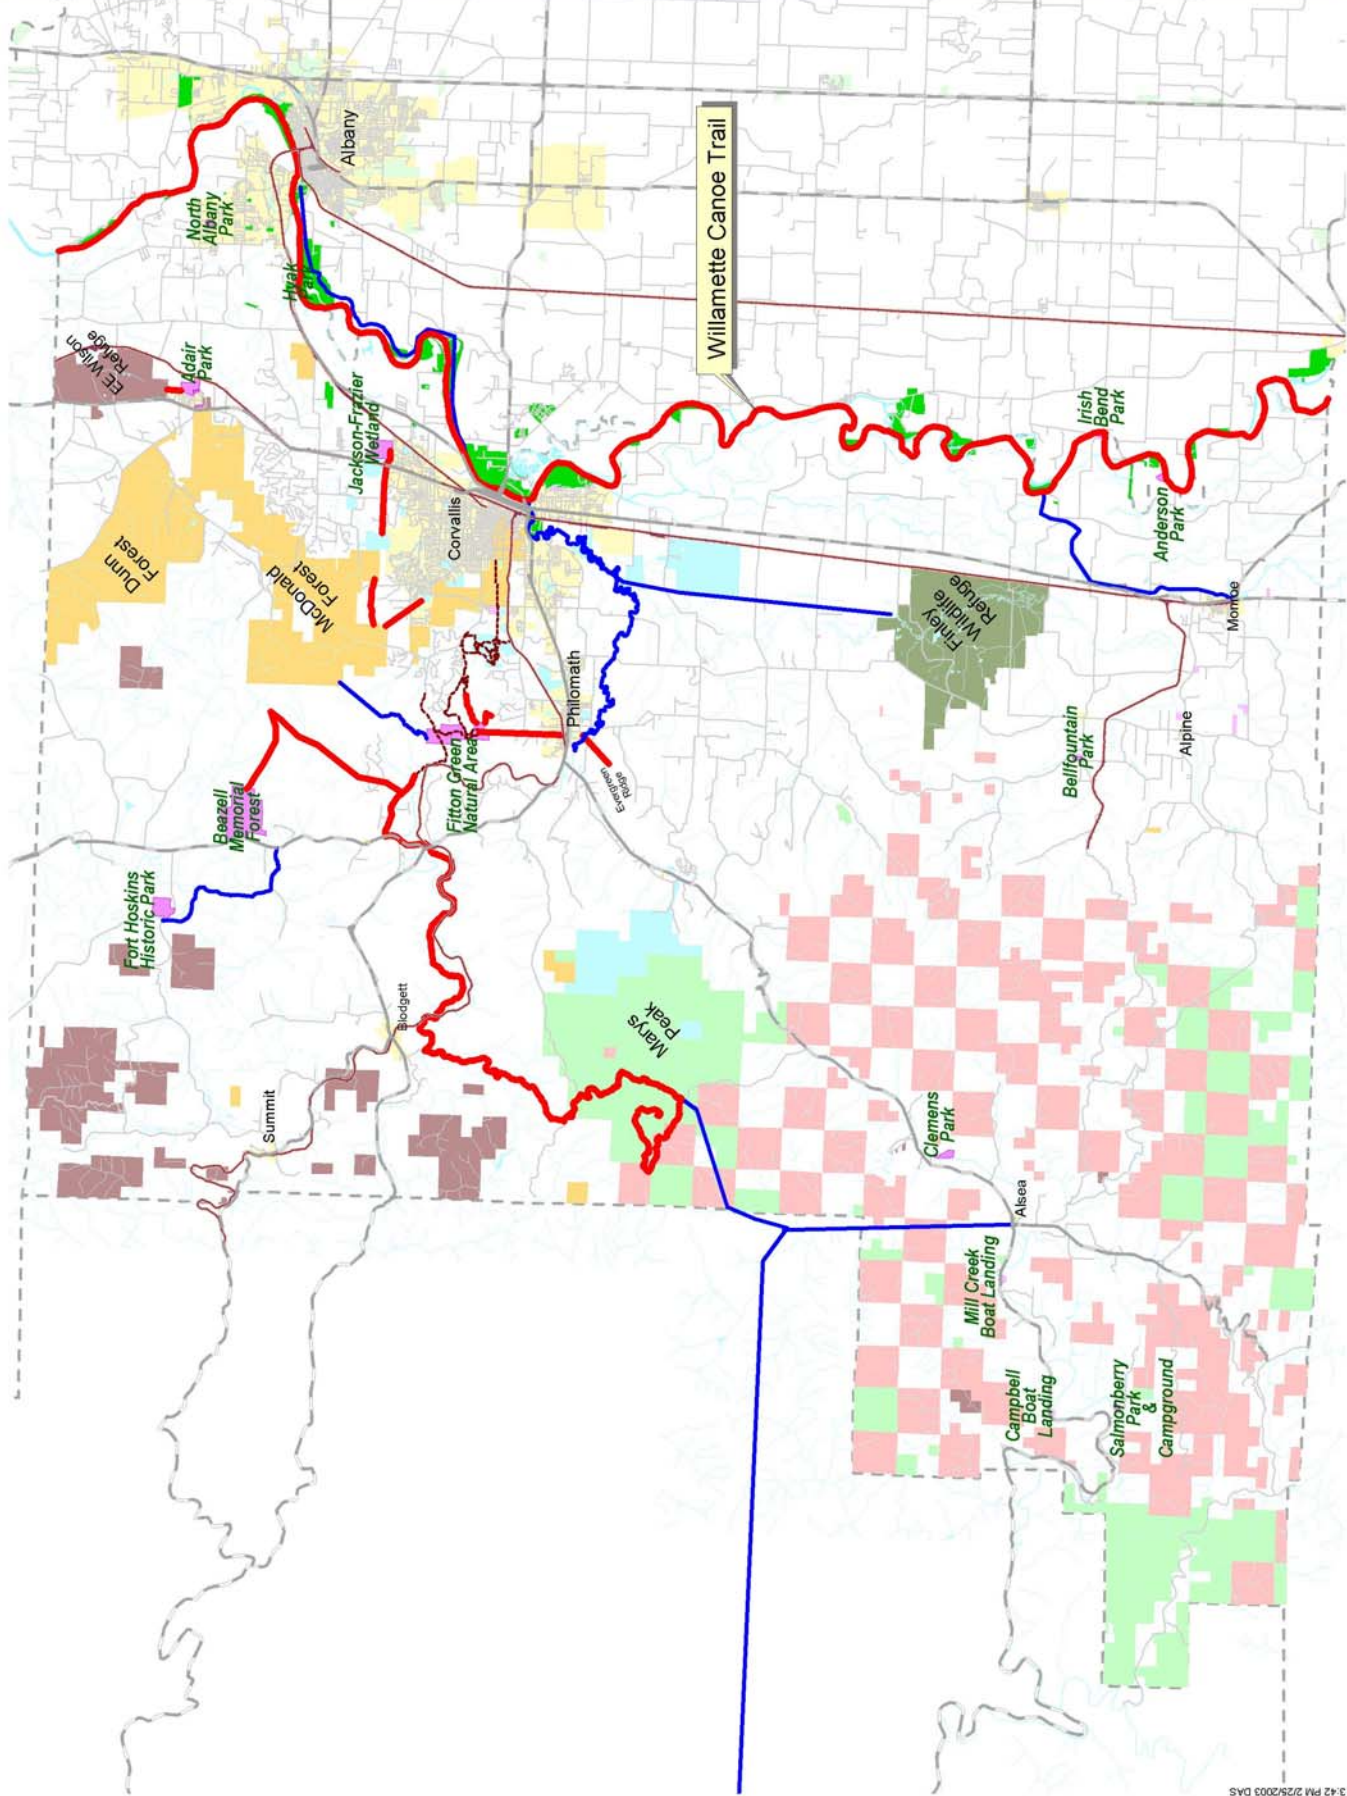 North
Albany
Park
Albany
Hyak
Park
EE Wilson
Refuge
Adair
Park
Jackson-Frazier
Wetland
Willamette Canoe Trail
Dunn
Forest
McDonald
Forest
Corvallis
Irish
Bend
Park
Anderson
Park
Finley
Wildlife
Refuge
Monroe
Philomath
Fitton Green
Natural Area
Evergreen
Ridge
Bellfountain
Park
Alpine
Beazell
Memorial
Forest
Fort Hoskins
Historic Park
Blodgett
Marys
Peak
Summit
Clemens
Park
Alsea
Mill Creek
Boat Landing
Campbell
Boat
Landing
Salmonberry
Park
&
Campground
3:42 PM 2/25/2003 DAS